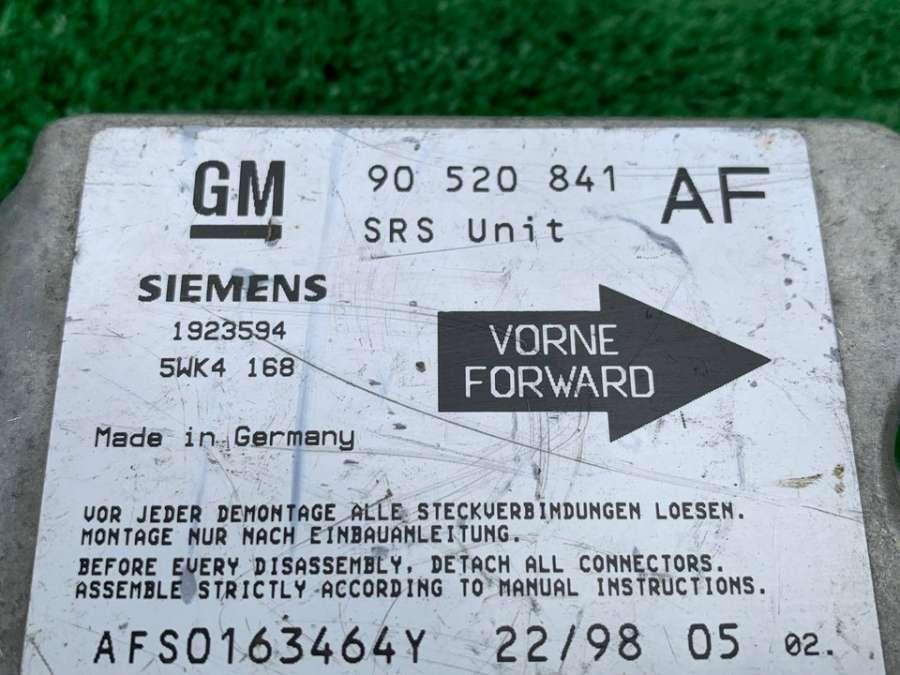 GM
90 520 841
AF
SRS Unit
SIEMENS
1923594
5WK4 168
VORNE
FORWARD
Made in Germany
VOR JEDER DEMONTAGE ALLE STECKVERBINDUNGEN LOESEN.
MONTAGE NUR NACH EINBAUANLEITUNG.
BEFORE EVERY DISASSEMBLY, DETACH ALL CONNECTORS.
ASSEMBLE STRICTLY ACCORDING TO MANUAL INSTRUCTIONS.
AFS0163464Y 22/98 05 02.